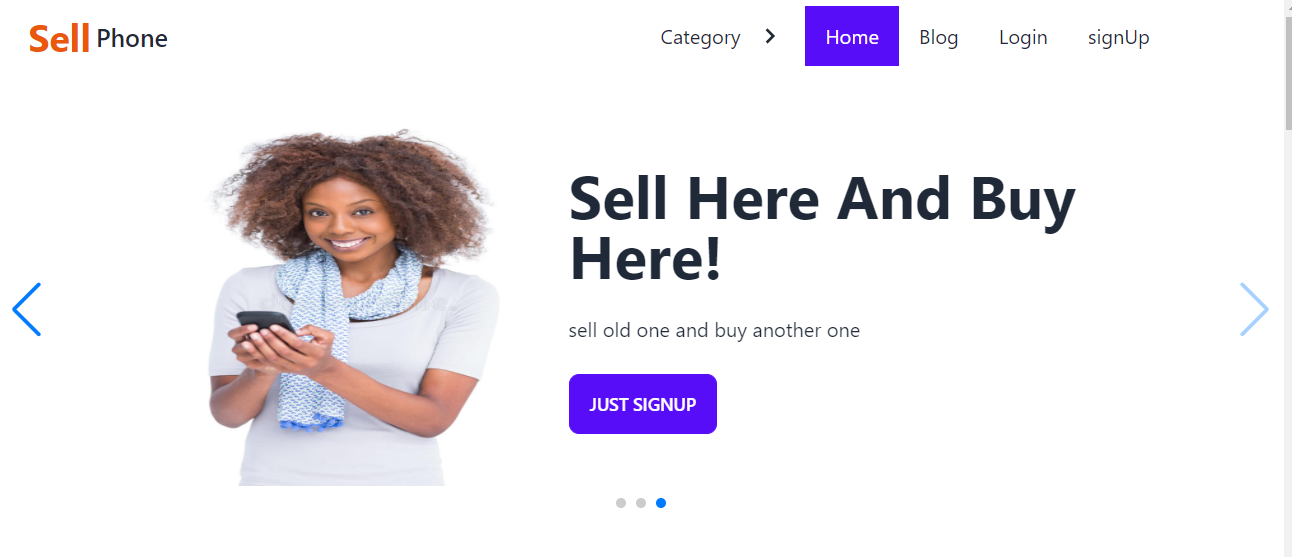 Sell Phone
Category
Home
Blog
Login
signUp
Sell Here And Buy
Here!
sell old one and buy another one
JUST SIGNUP